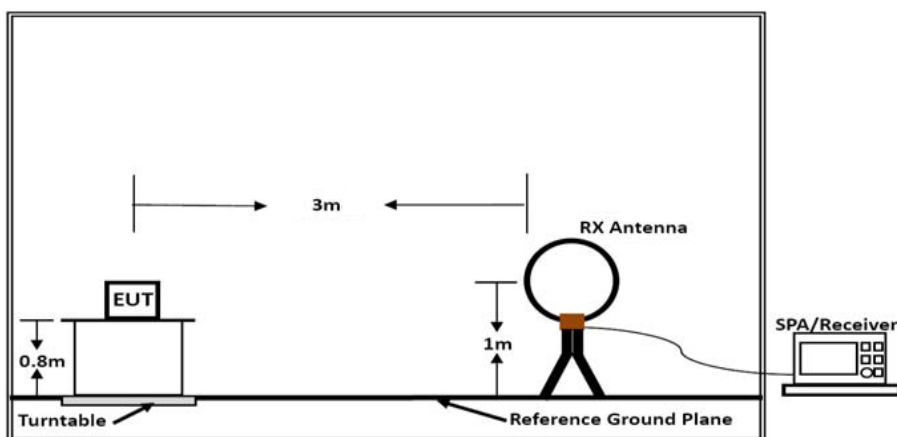 3m
RX Antenna
EUT
SPA/Receiver
0.8m
1m
Turntable
Reference Ground Plane